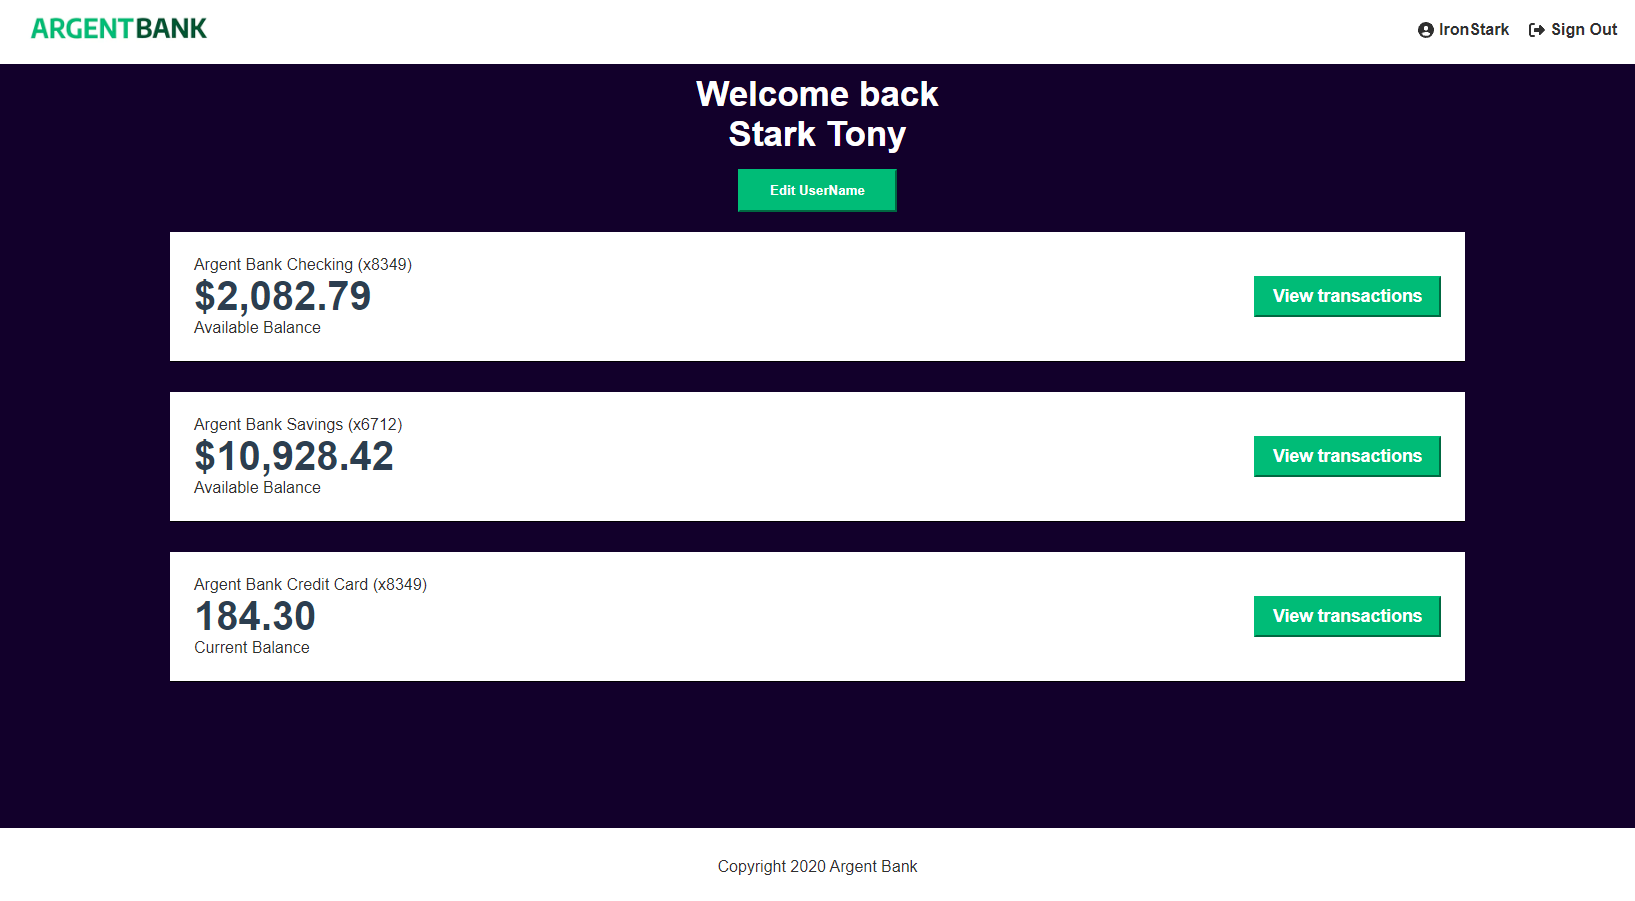 ARGENTBANK
IronStark
Sign Out
Welcome back
Stark Tony
Edit UserName
Argent Bank Checking (x8349)
$2,082.79
Available Balance
View transactions
Argent Bank Savings (x6712)
$10,928.42
Available Balance
View transactions
Argent Bank Credit Card (x8349)
184.30
Current Balance
View transactions
Copyright 2020 Argent Bank